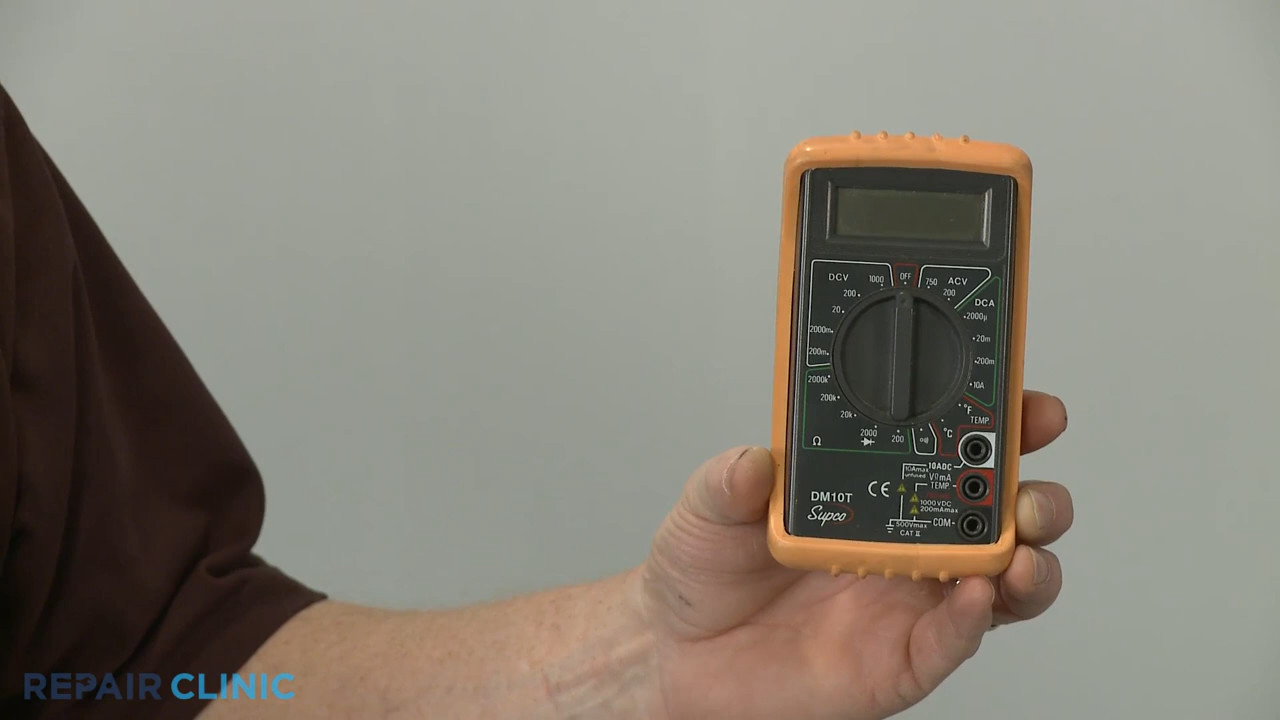 DCV 1000 OFF 750 ACV
200 200
DCA
20 2000µ
2000m 20m
200m 200m
2000k 10A
200k °F
20k TEMP.
2000 200 °C
Ω
10Amax 10ADC
unfused VΩmA
CE TEMP.
DM10T 1000VDC
200mAmax
Supco
500Vmax COM
CAT II
REPAIR CLINIC